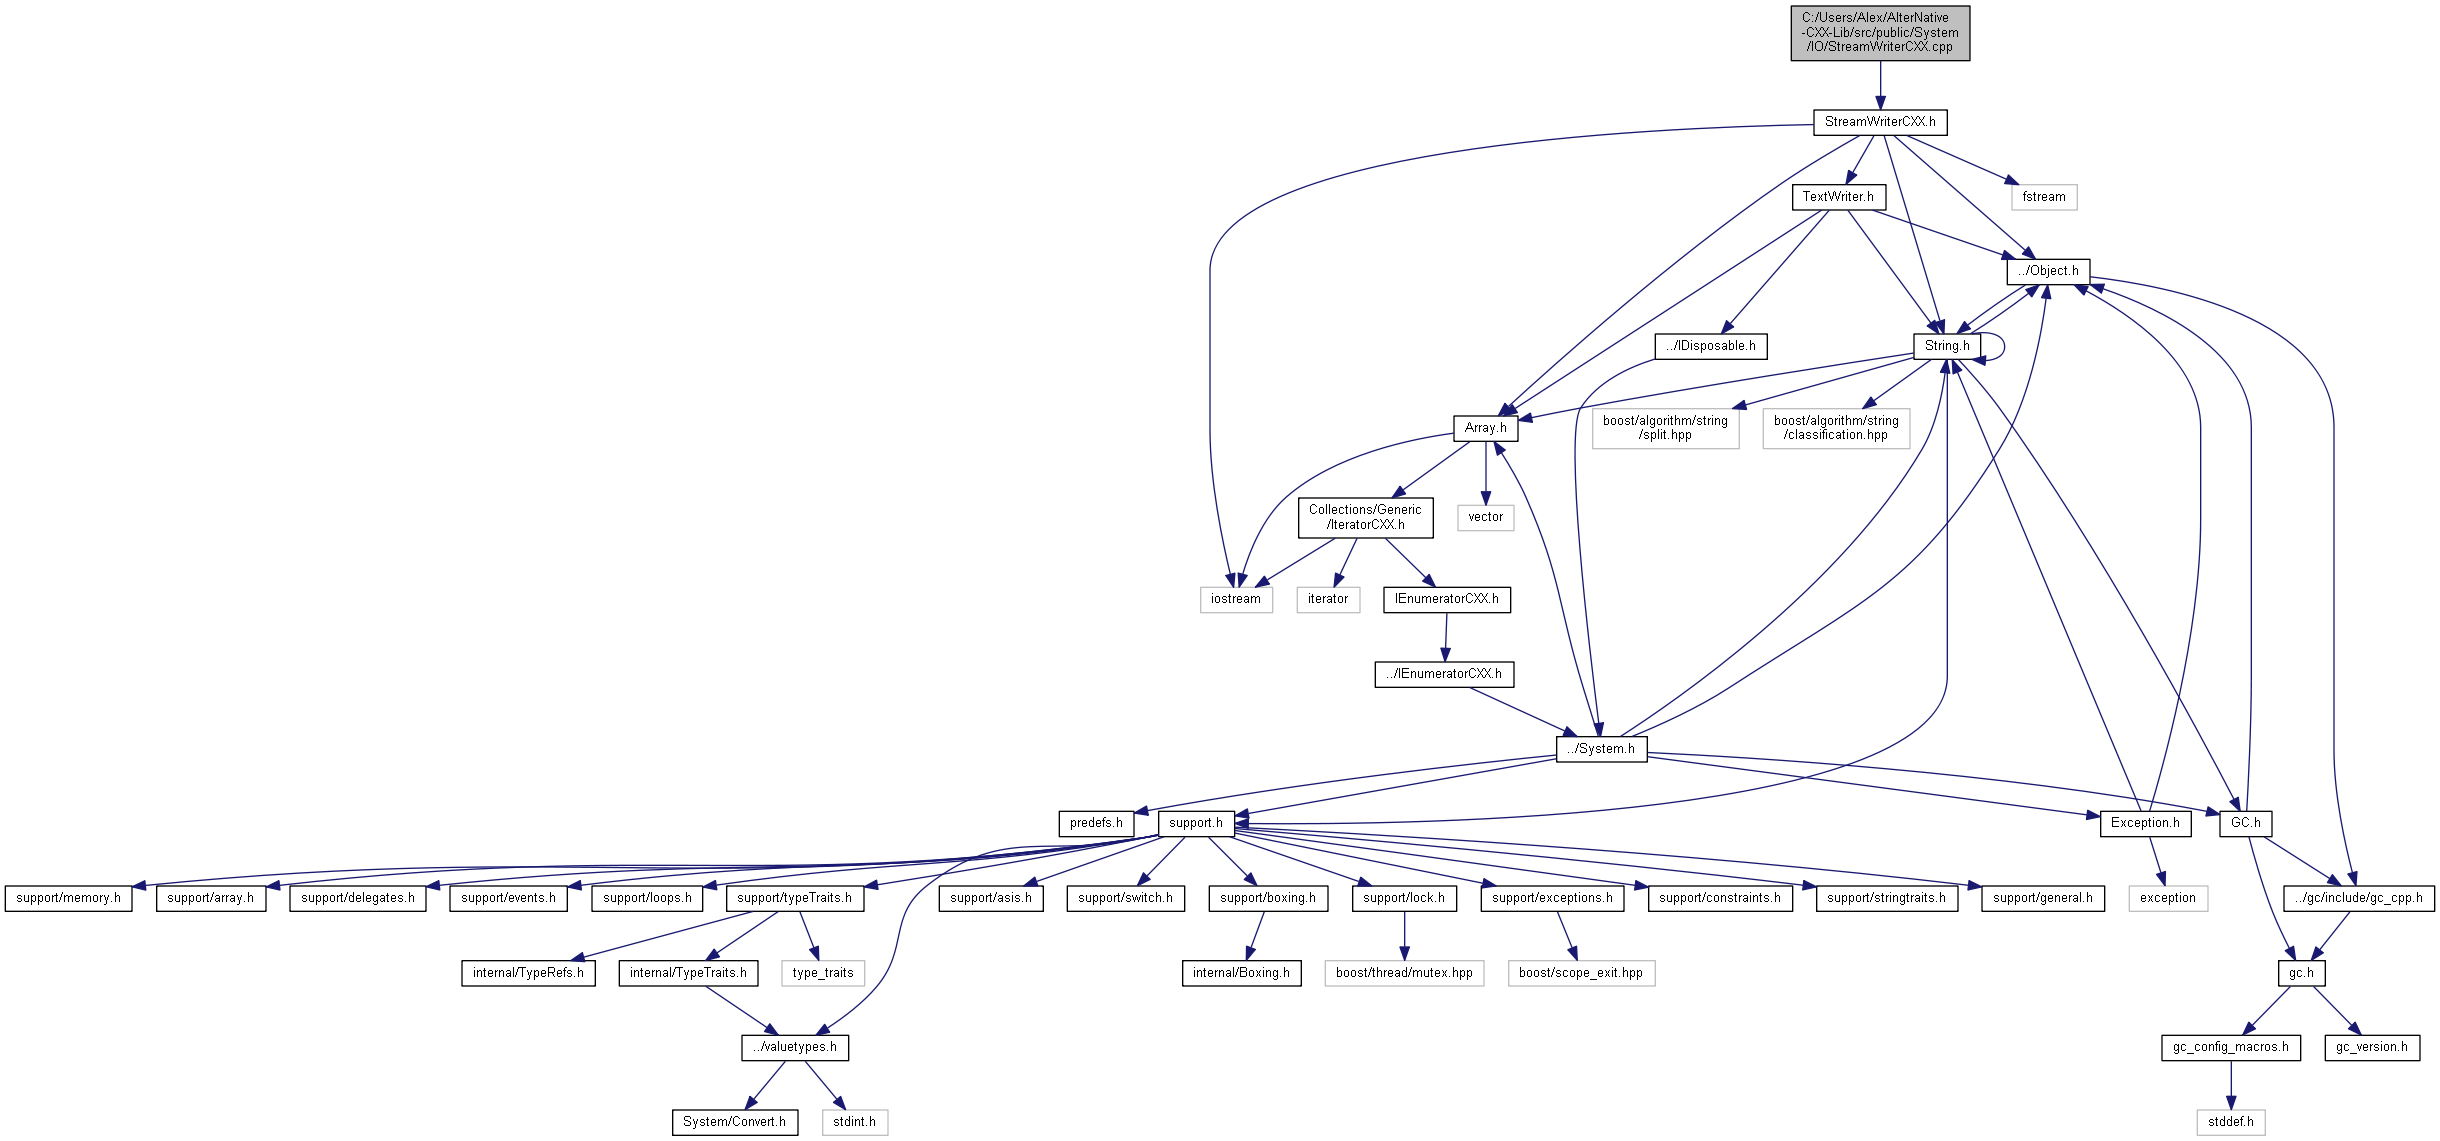 C:/Users/Alex/AlterNative
-CXX-Lib/src/public/System
/IO/StreamWriterCXX.cpp
StreamWriterCXX.h
TextWriter.h
fstream
../Object.h
../IDisposable.h
String.h
Array.h
boost/algorithm/string
/split.hpp
boost/algorithm/string
/classification.hpp
Collections/Generic
/IteratorCXX.h
vector
iostream
iterator
IEnumeratorCXX.h
../IEnumeratorCXX.h
../System.h
predefs.h
support.h
Exception.h
GC.h
support/memory.h
support/array.h
support/delegates.h
support/events.h
support/loops.h
support/typeTraits.h
support/asis.h
support/switch.h
support/boxing.h
support/lock.h
support/exceptions.h
support/constraints.h
support/stringtraits.h
support/general.h
exception
../gc/include/gc_cpp.h
internal/TypeRefs.h
internal/TypeTraits.h
type_traits
internal/Boxing.h
boost/thread/mutex.hpp
boost/scope_exit.hpp
gc.h
../valuetypes.h
gc_config_macros.h
gc_version.h
System/Convert.h
stdint.h
stddef.h